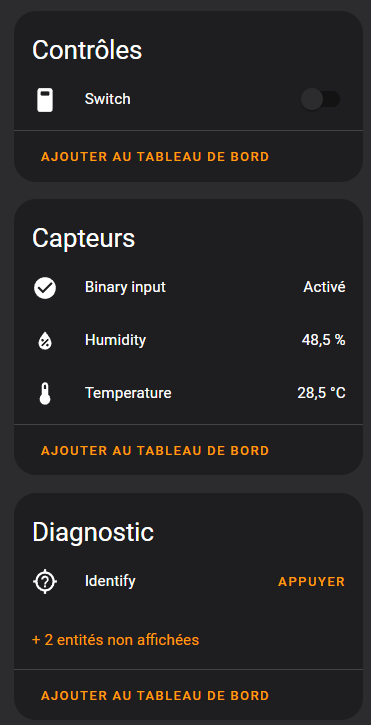 Contrôles
Switch
AJOUTER AU TABLEAU DE BORD
Capteurs
Binary input Activé
Humidity 48,5 %
Temperature 28,5 °C
AJOUTER AU TABLEAU DE BORD
Diagnostic
Identify APPUYER
+ 2 entités non affichées
AJOUTER AU TABLEAU DE BORD